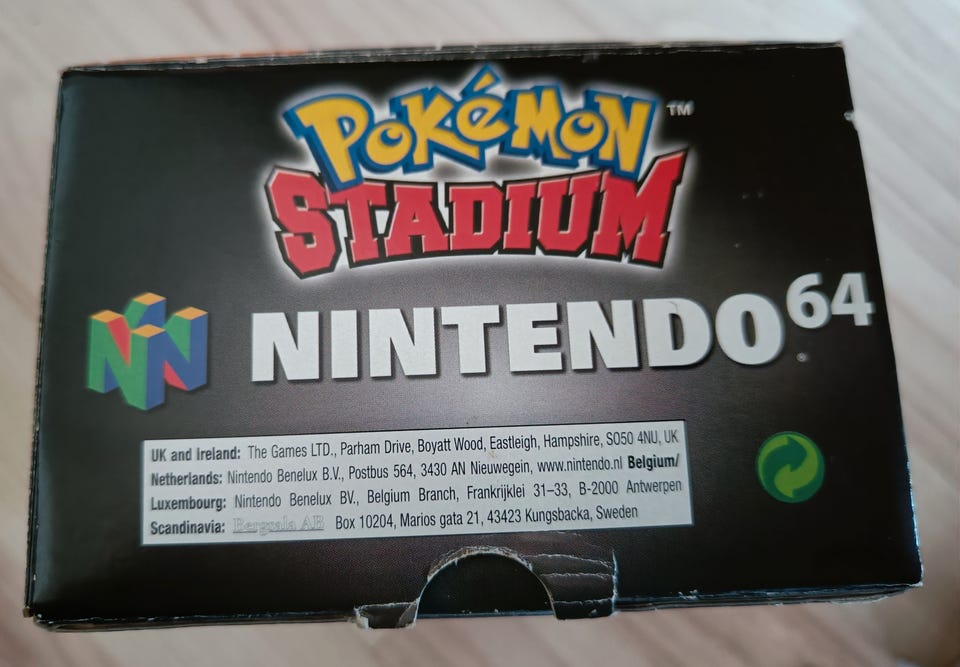 POKéMON™
STADIUM
NINTENDO64®
UK and Ireland: The Games LTD., Parham Drive, Boyatt Wood, Eastleigh, Hampshire, SO50 4NU, UK
Netherlands: Nintendo Benelux B.V., Postbus 564, 3430 AN Nieuwegein, www.nintendo.nl Belgium/
Luxembourg: Nintendo Benelux BV., Belgium Branch, Frankrijklei 31–33, B-2000 Antwerpen
Scandinavia: Bergsala AB Box 10204, Marios gata 21, 43423 Kungsbacka, Sweden